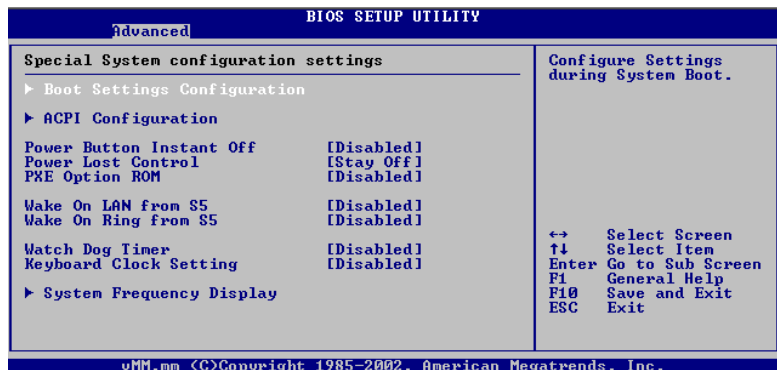 BIOS SETUP UTILITY
Advanced
Special System configuration settings
► Boot Settings Configuration
► ACPI Configuration
Power Button Instant Off [Disabled]
Power Lost Control [Stay Off]
PXE Option ROM [Disabled]
Wake On LAN from S5 [Disabled]
Wake On Ring from S5 [Disabled]
Watch Dog Timer [Disabled]
Keyboard Clock Setting [Disabled]
► System Frequency Display
Configure Settings
during System Boot.
↔ Select Screen
↑↓ Select Item
Enter Go to Sub Screen
F1 General Help
F10 Save and Exit
ESC Exit
vMM.mm (C)Copyright 1985-2002, American Megatrends, Inc.